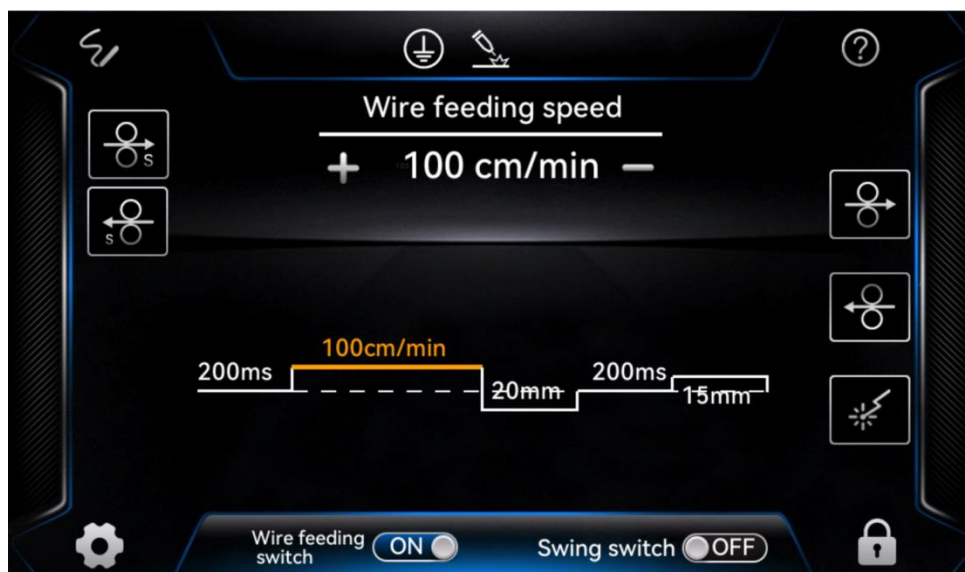 Wire feeding speed
+ 100 cm/min −
S
S
100cm/min
200ms
20mm
200ms
15mm
Wire feeding
switch
ON
Swing switch
OFF
?